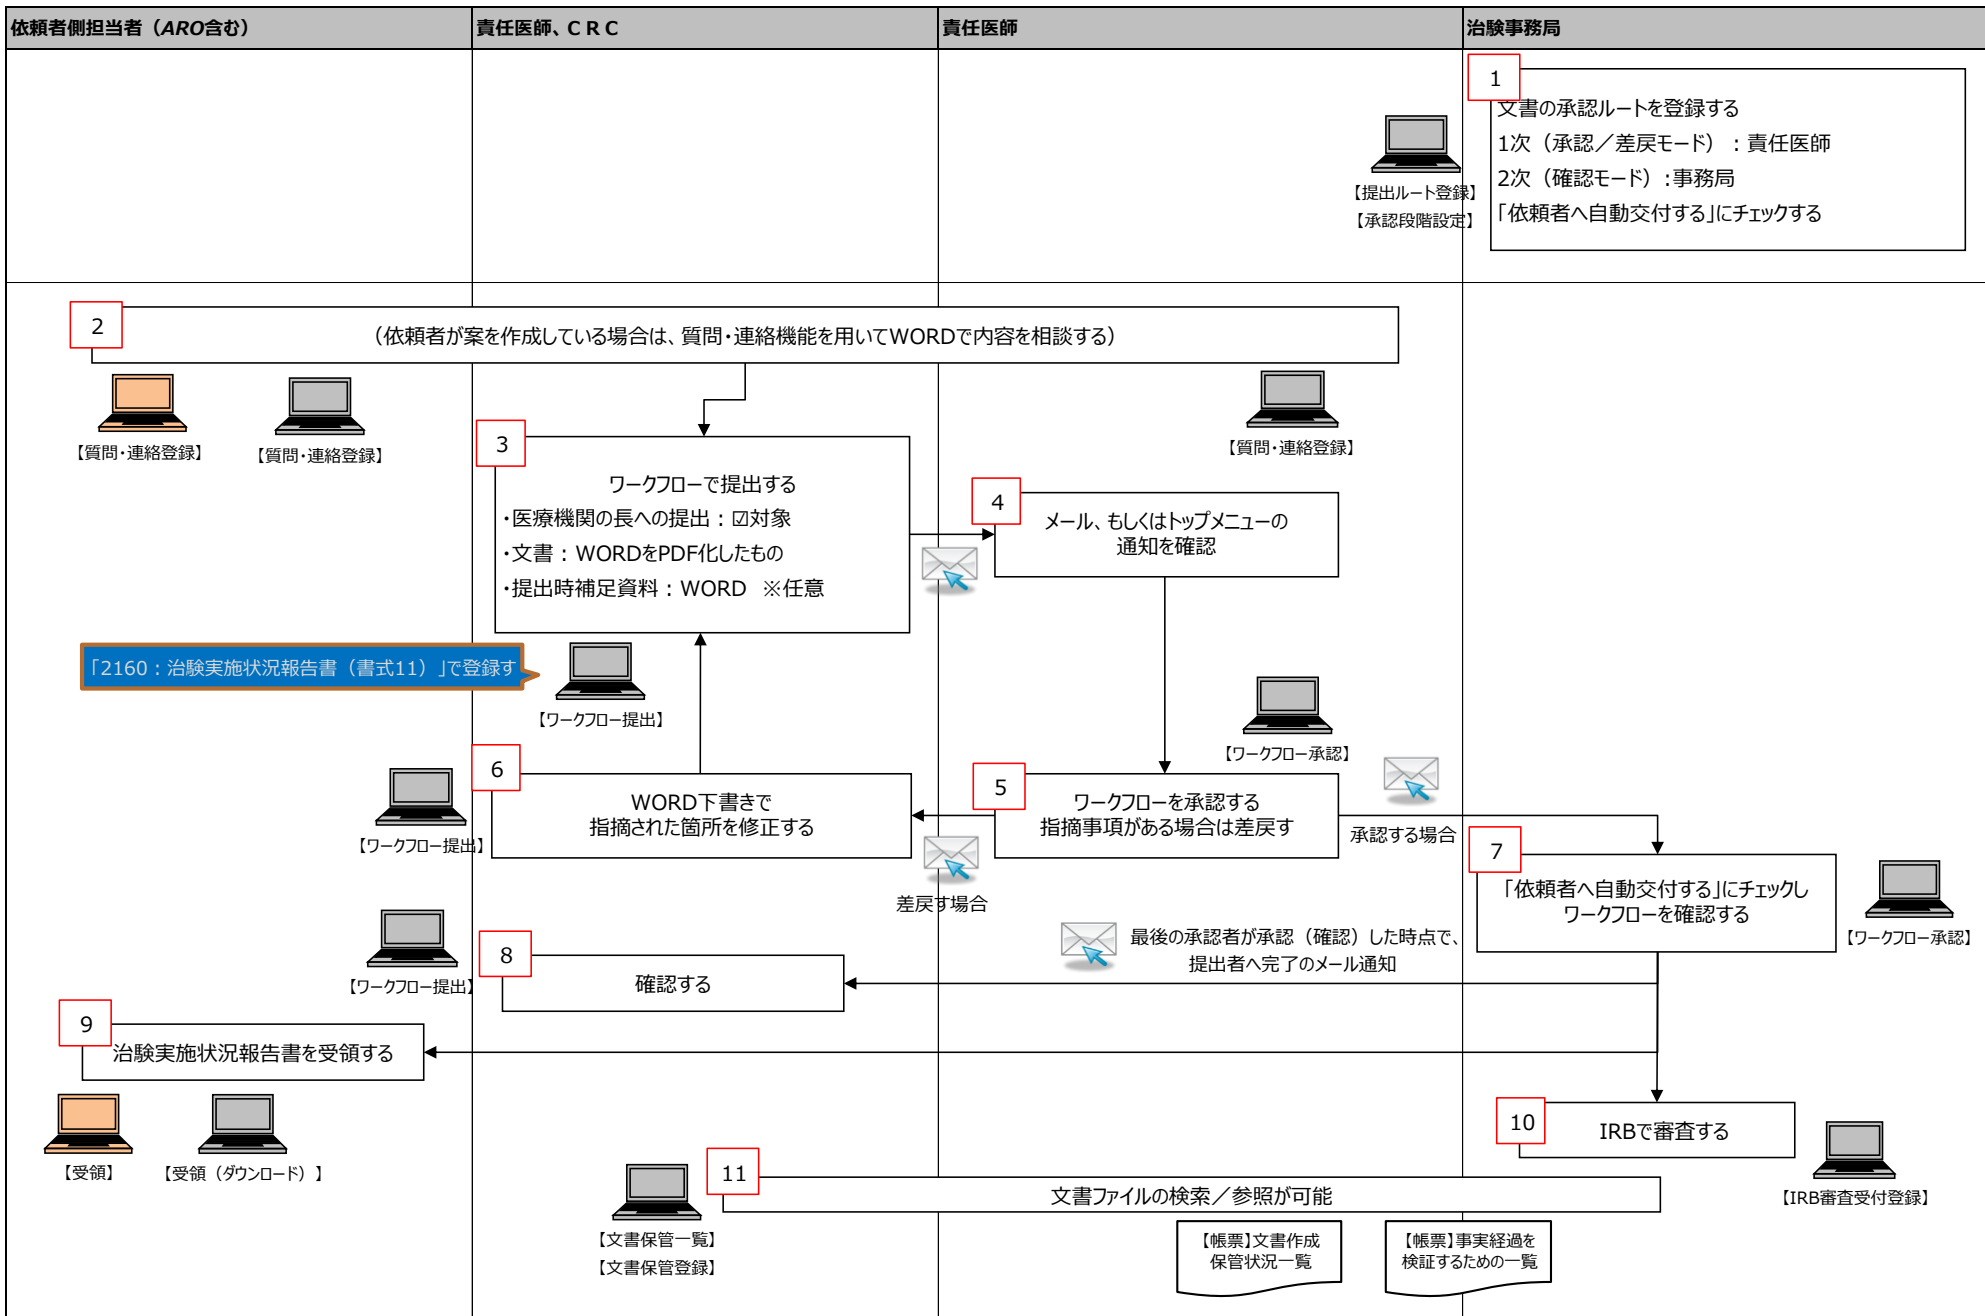 依頼者側担当者（ARO含む）
責任医師、ＣＲＣ
責任医師
治験事務局
1
文書の承認ルートを登録する
1次（承認／差戻モード）：責任医師
2次（確認モード）:事務局
「依頼者へ自動交付する」にチェックする
【提出ルート登録】
【承認段階設定】
2
（依頼者が案を作成している場合は、質問・連絡機能を用いてWORDで内容を相談する）
【質問・連絡登録】
【質問・連絡登録】
【質問・連絡登録】
3
ワークフローで提出する
・医療機関の長への提出：☑対象
・文書：WORDをPDF化したもの
・提出時補足資料：WORD　※任意
4
メール、もしくはトップメニューの
通知を確認
「2160：治験実施状況報告書（書式11）」で登録す
【ワークフロー提出】
【ワークフロー承認】
6
WORD下書きで
指摘された箇所を修正する
【ワークフロー提出】
5
ワークフローを承認する
指摘事項がある場合は差戻す
承認する場合
差戻す場合
7
「依頼者へ自動交付する」にチェックし
ワークフローを確認する
【ワークフロー承認】
8
確認する
【ワークフロー提出】
最後の承認者が承認（確認）した時点で、
提出者へ完了のメール通知
9
治験実施状況報告書を受領する
【受領】
【受領（ダウンロード）】
10
IRBで審査する
【IRB審査受付登録】
11
文書ファイルの検索／参照が可能
【文書保管一覧】
【文書保管登録】
【帳票】文書作成
保管状況一覧
【帳票】事実経過を
検証するための一覧